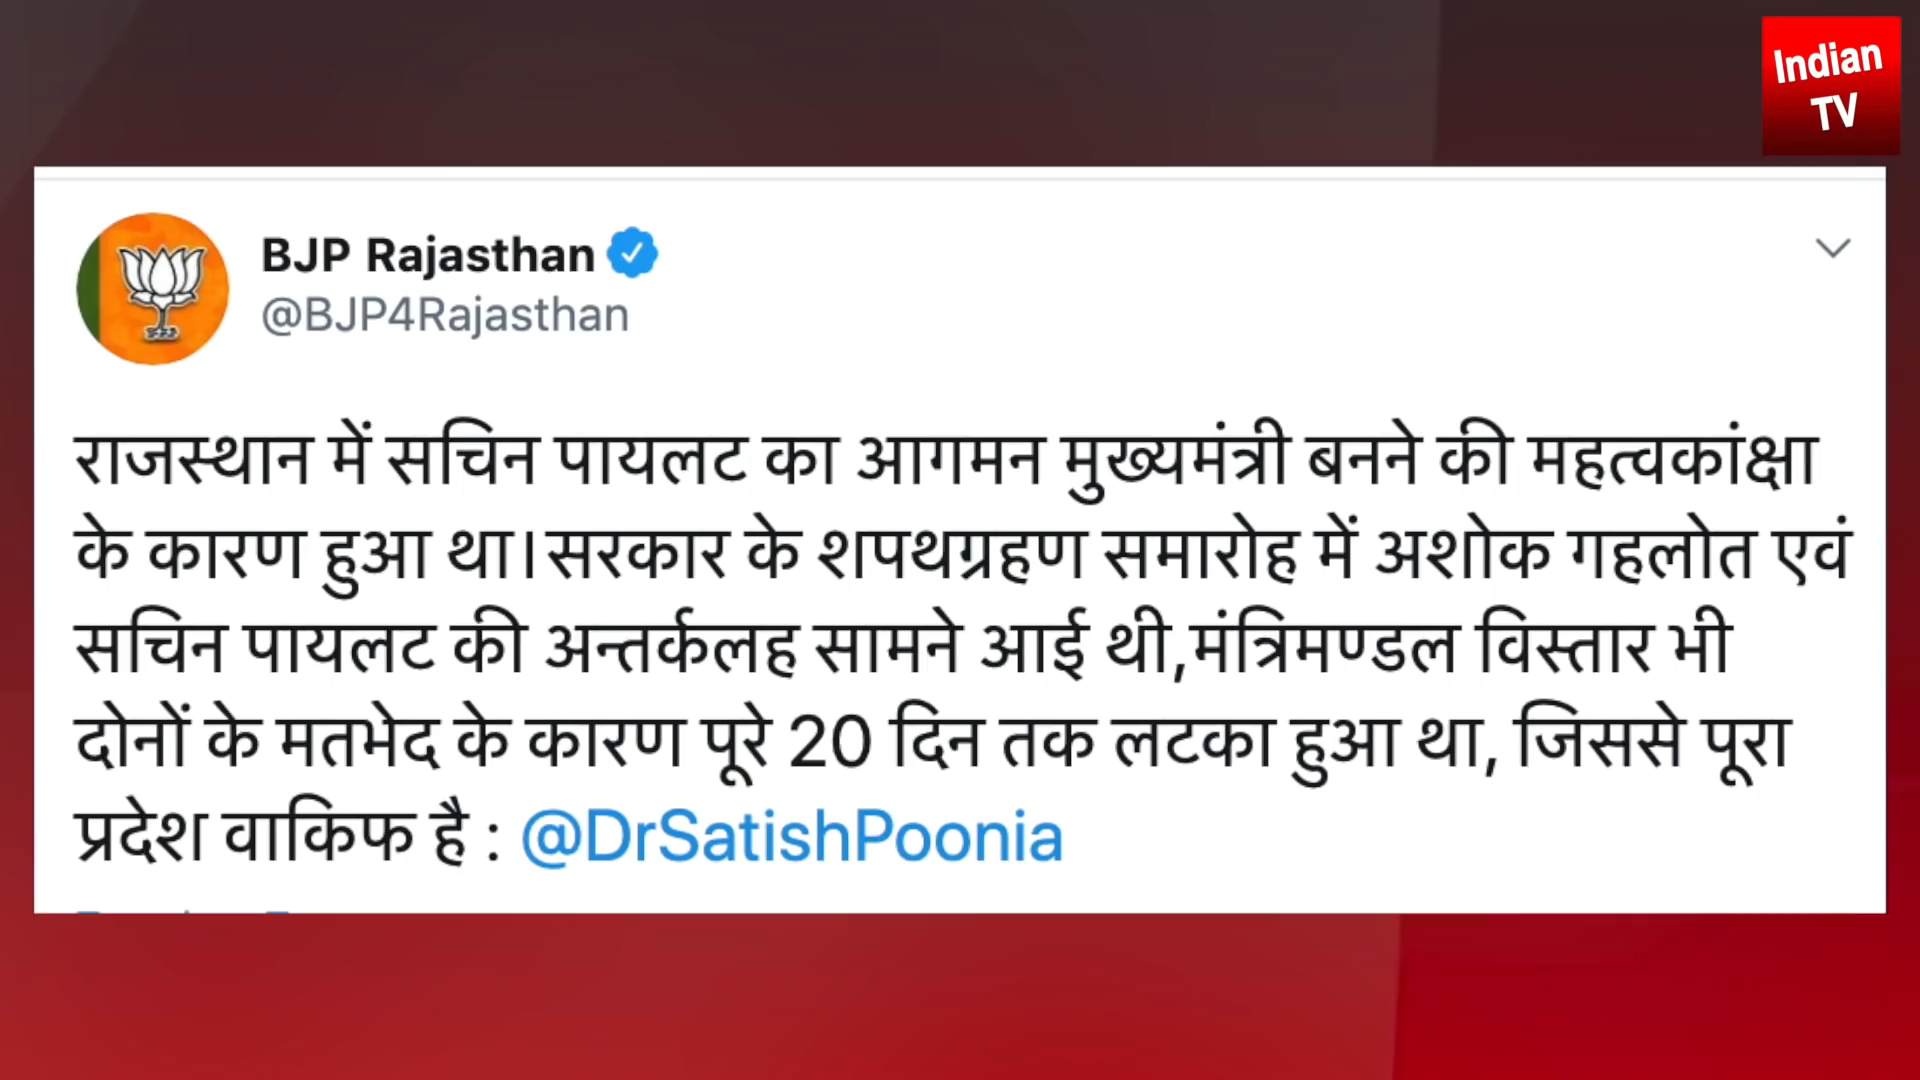 Indian
TV
BJP Rajasthan
@BJP4Rajasthan
राजस्थान में सचिन पायलट का आगमन मुख्यमंत्री बनने की महत्वकांक्षा
के कारण हुआ था।सरकार के शपथग्रहण समारोह में अशोक गहलोत एवं
सचिन पायलट की अन्तर्कलह सामने आई थी,मंत्रिमण्डल विस्तार भी
दोनों के मतभेद के कारण पूरे 20 दिन तक लटका हुआ था, जिससे पूरा
प्रदेश वाकिफ है : @DrSatishPoonia